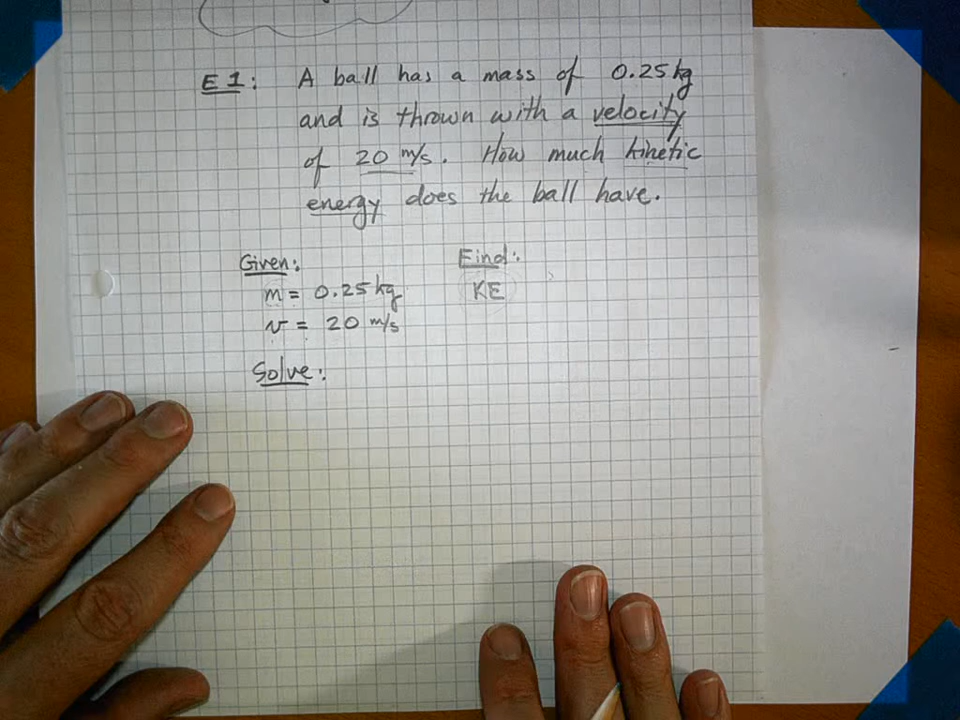 E1: A ball has a mass of 0.25 kg
and is thrown with a velocity
of 20 m/s. How much kinetic
energy does the ball have.
Given: Find:
m = 0.25 kg KE
v = 20 m/s
Solve: